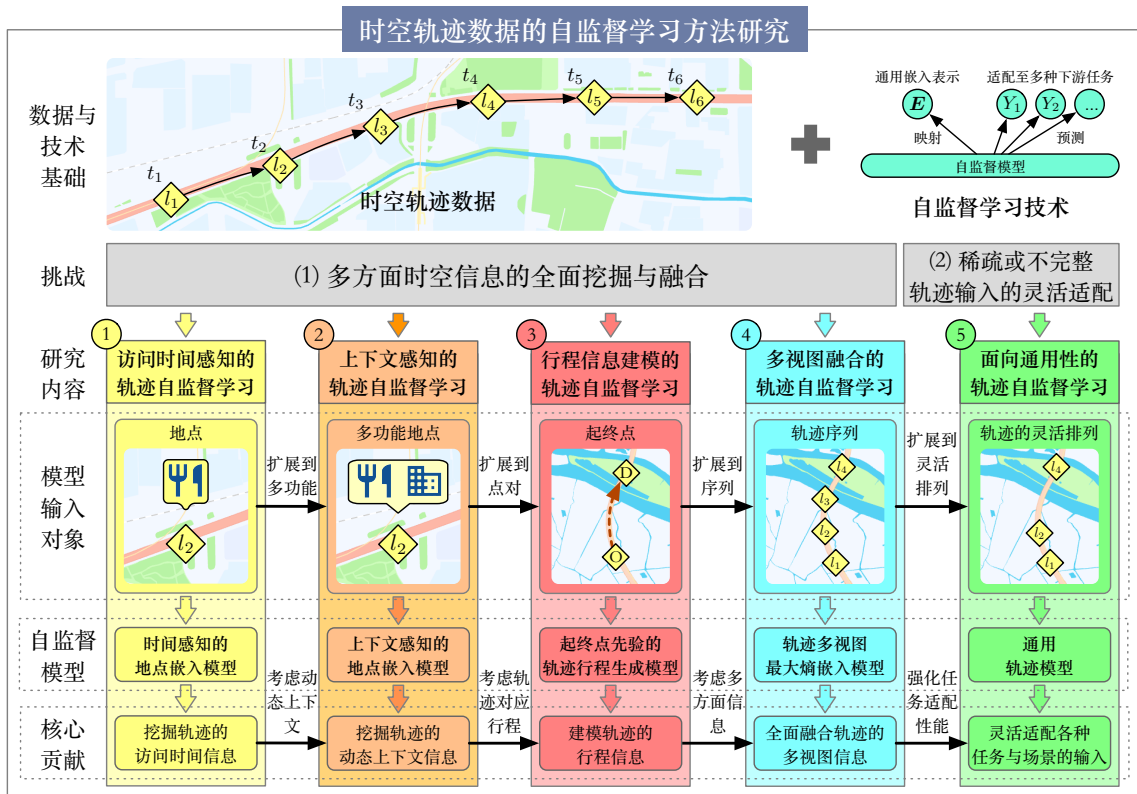 时空轨迹数据的自监督学习方法研究
数据与
技术
基础
t₁
t₂
t₃
t₄
t₅
t₆
l₁
l₂
l₃
l₄
l₅
l₆
时空轨迹数据
通用嵌入表示
适配至多种下游任务
E
Y₁
Y₂
...
映射
预测
自监督模型
自监督学习技术
挑战
(1) 多方面时空信息的全面挖掘与融合
(2) 稀疏或不完整
轨迹输入的灵活适配
研究
内容
1
访问时间感知的
轨迹自监督学习
2
上下文感知的
轨迹自监督学习
3
行程信息建模的
轨迹自监督学习
4
多视图融合的
轨迹自监督学习
5
面向通用性的
轨迹自监督学习
模型
输入
对象
地点
l₂
扩展到
多功能
多功能地点
l₂
扩展到
点对
起终点
D
O
扩展到
序列
轨迹序列
l₄
l₃
l₂
l₁
扩展到
灵活
排列
轨迹的灵活排列
l₄
l₂
l₁
自监督
模型
时间感知的
地点嵌入模型
上下文感知的
地点嵌入模型
起终点先验的
轨迹行程生成模型
轨迹多视图
最大熵嵌入模型
通用
轨迹模型
考虑动
态上下
文
考虑轨
迹对应
行程
考虑多
方面信
息
强化任
务适配
性能
核心
贡献
挖掘轨迹的
访问时间信息
挖掘轨迹的
动态上下文信息
建模轨迹的
行程信息
全面融合轨迹的
多视图信息
灵活适配各种
任务与场景的输入